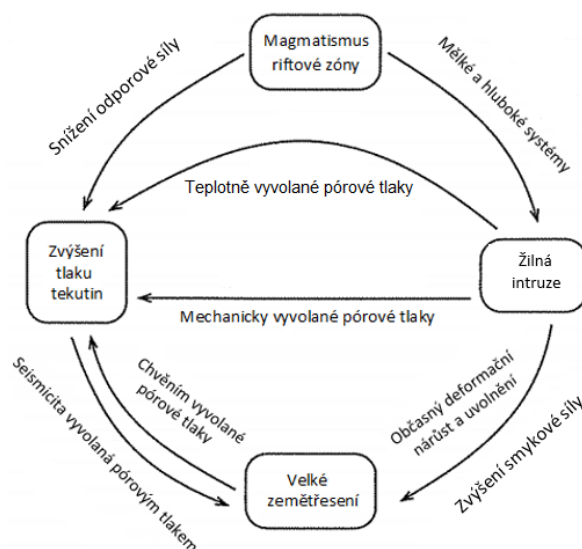 Magmatismus
riftové zóny
Snížení odporové síly
Mělké a hluboké systémy
Teplotně vyvolané pórové tlaky
Zvýšení
tlaku
tekutin
Žilná
intruze
Mechanicky vyvolané pórové tlaky
Seismicita vyvolaná pórovým tlakem
Chvěním vyvolané
pórové tlaky
Občasný deformační
nárůst a uvolnění
Zvýšení smykové síly
Velké
zemětřesení